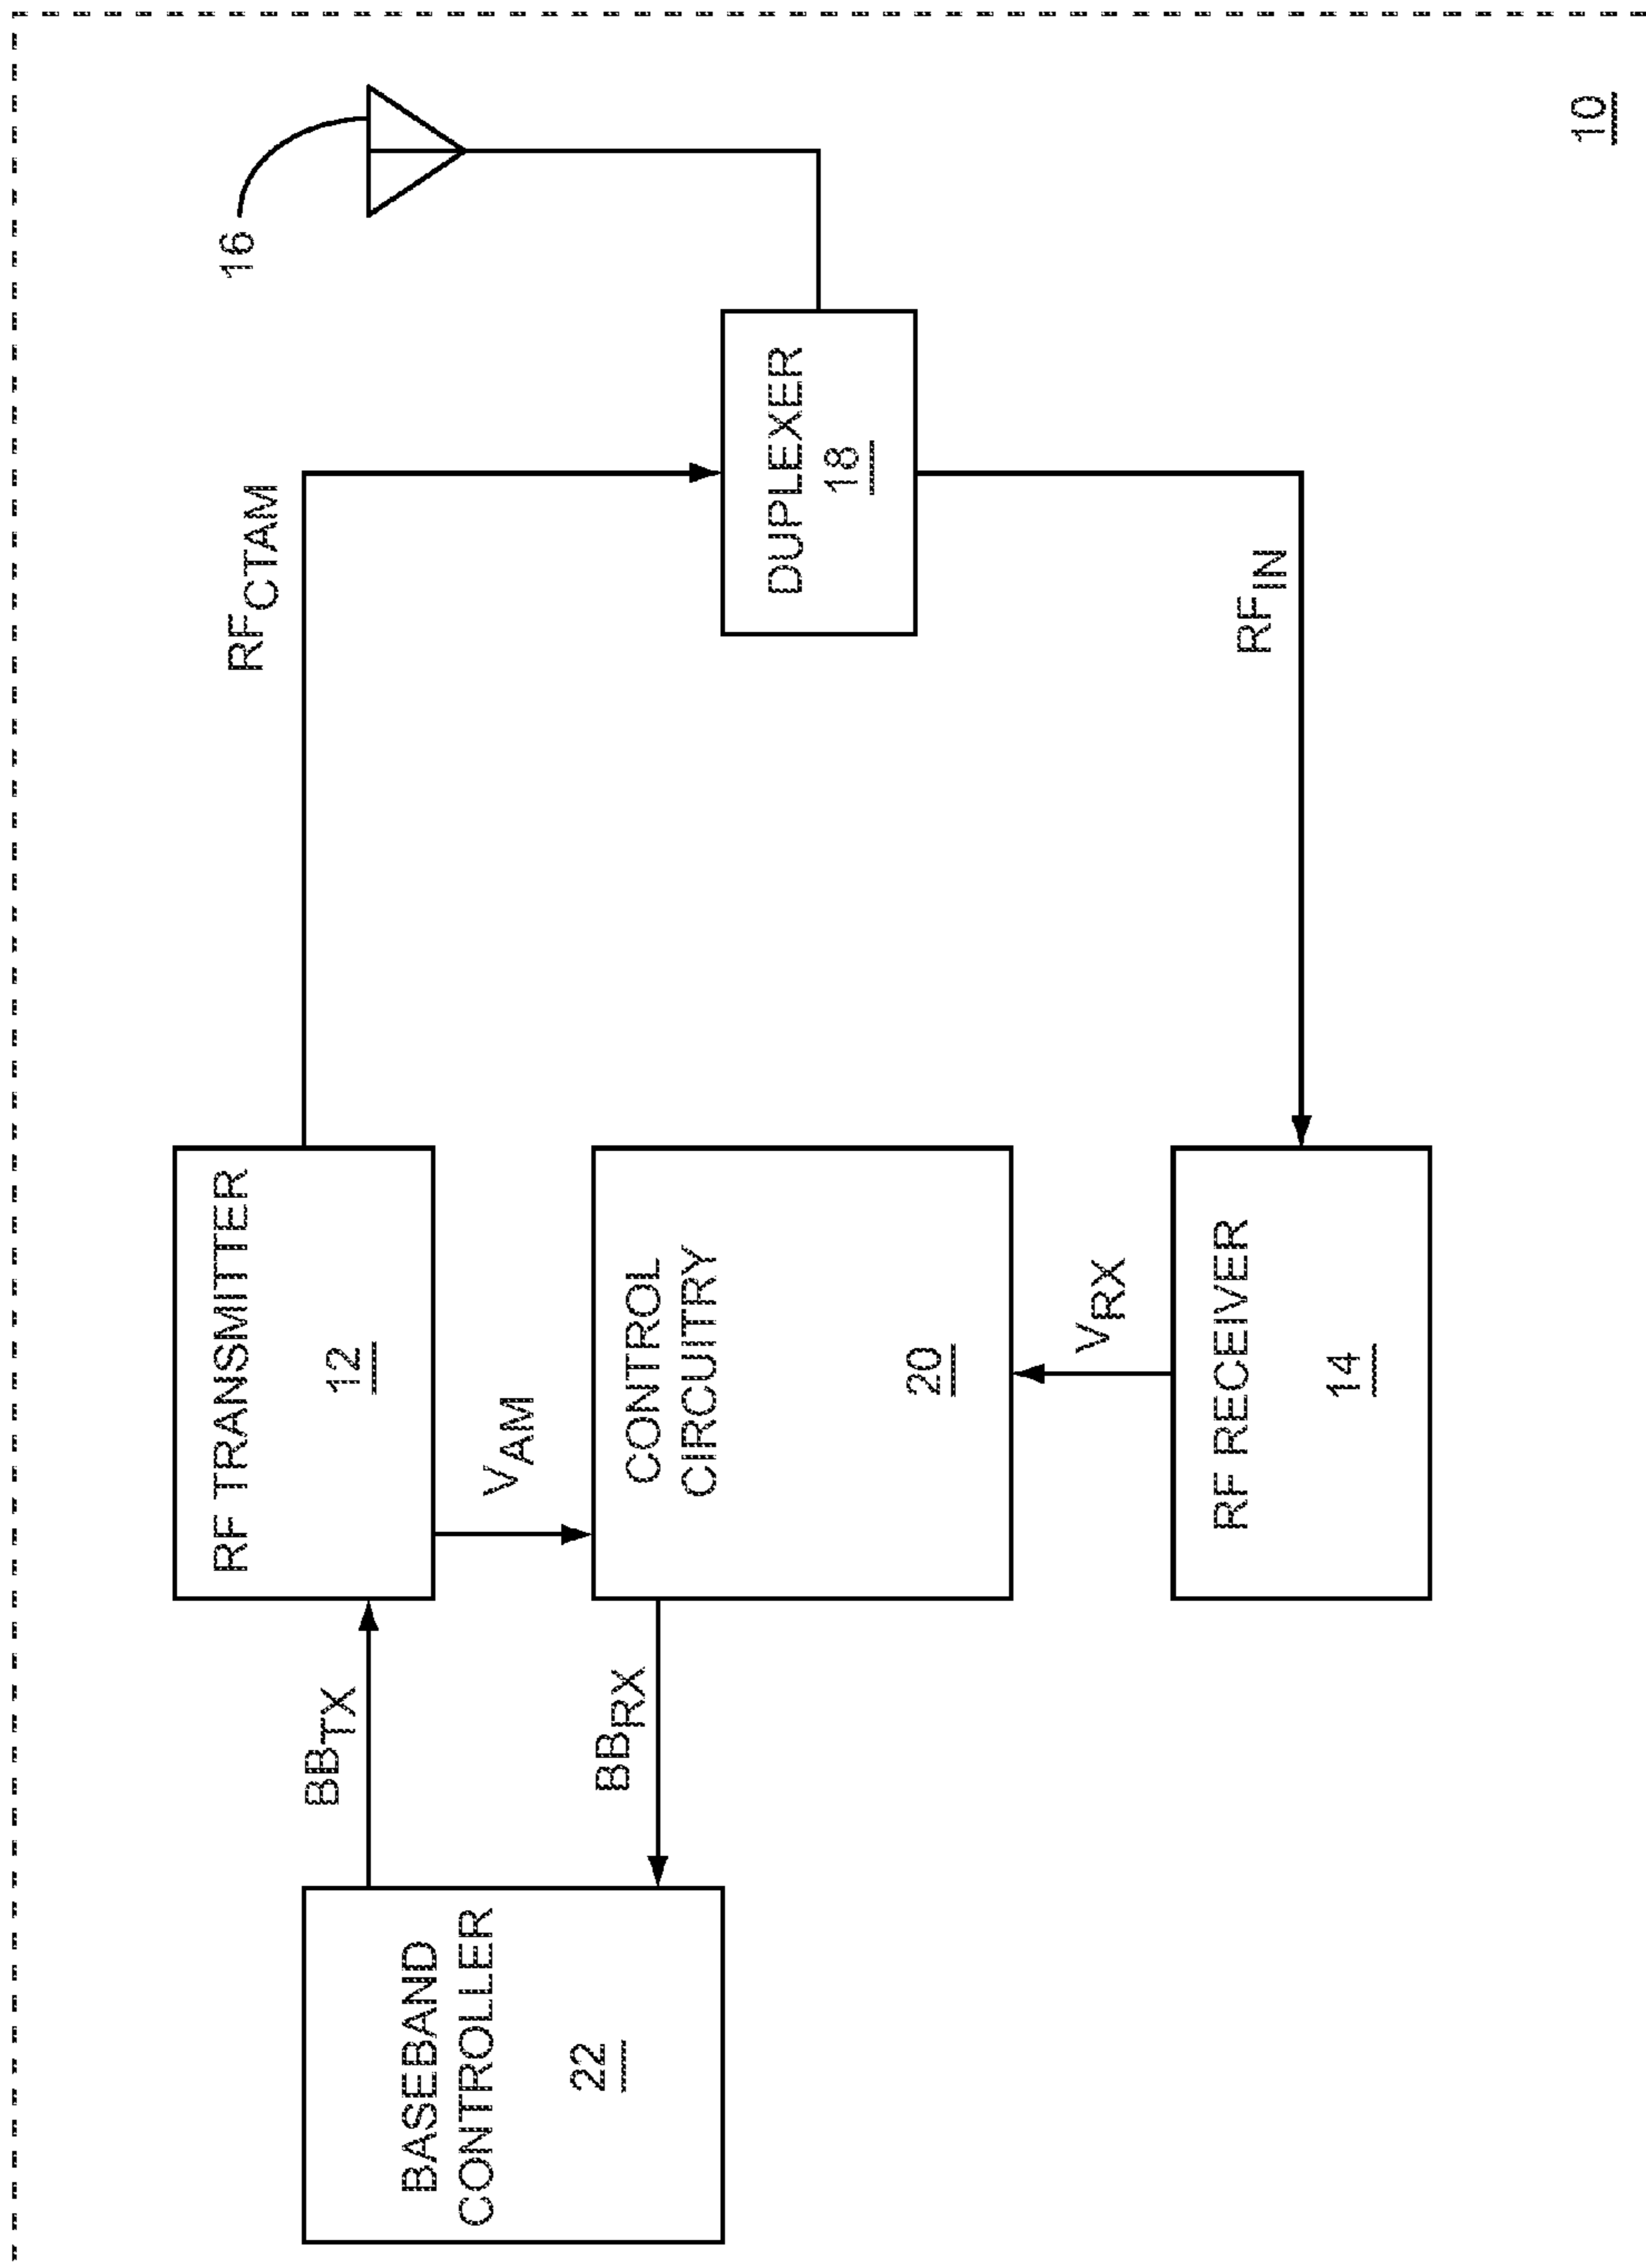 16
10
RF_CTAM
DUPLEXER
18
RF_IN
RF TRANSMITTER
12
V_AM
CONTROL
CIRCUITRY
20
V_RX
RF RECEIVER
14
BB_TX
BB_RX
BASEBAND
CONTROLLER
22